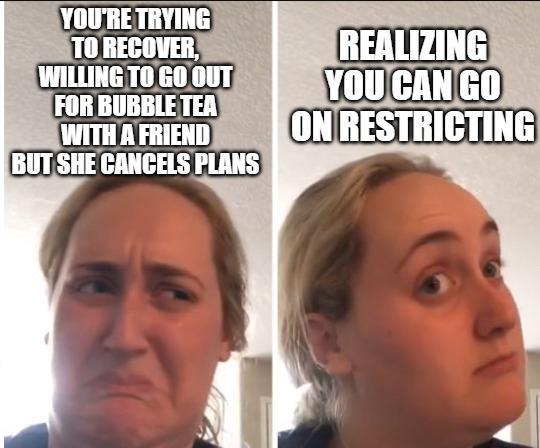 YOU'RE TRYING
TO RECOVER,
WILLING TO GO OUT
FOR BUBBLE TEA
WITH A FRIEND
BUT SHE CANCELS PLANS
REALIZING
YOU CAN GO
ON RESTRICTING